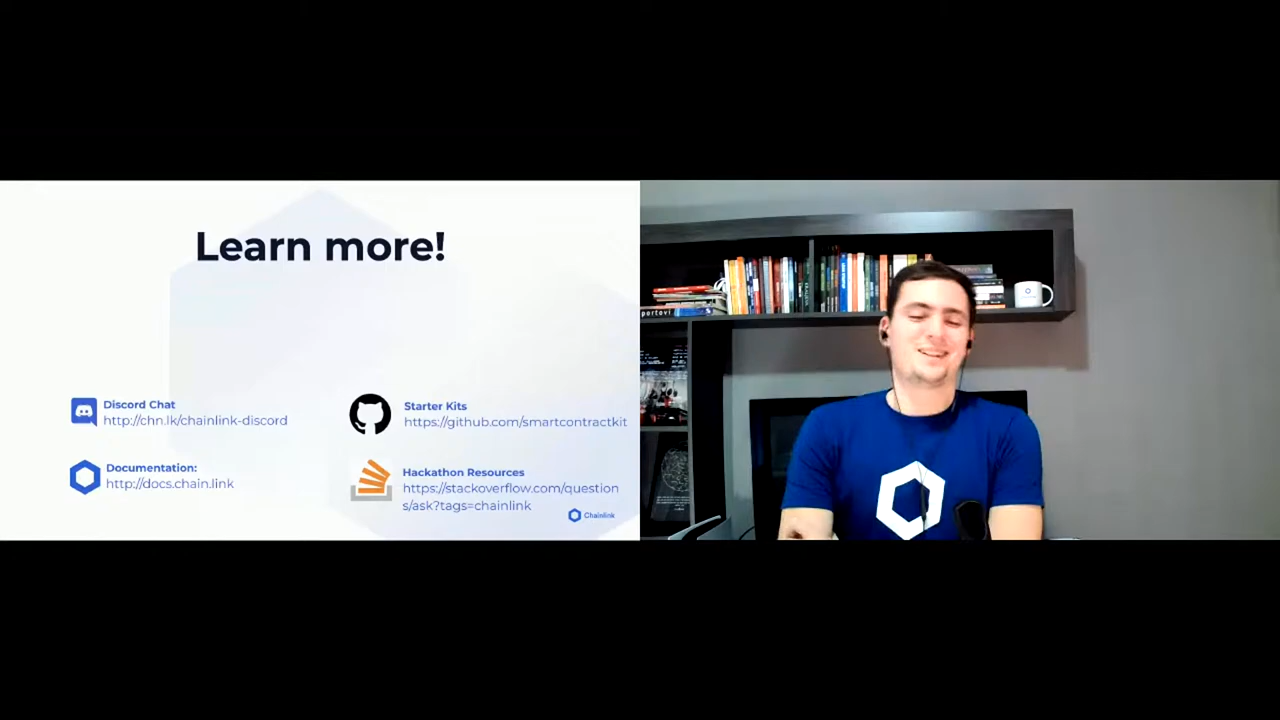 Learn more!
Discord Chat
http://chn.lk/chainlink-discord
Starter Kits
https://github.com/smartcontractkit
Documentation:
http://docs.chain.link
Hackathon Resources
https://stackoverflow.com/question
s/ask?tags=chainlink
Chainlink